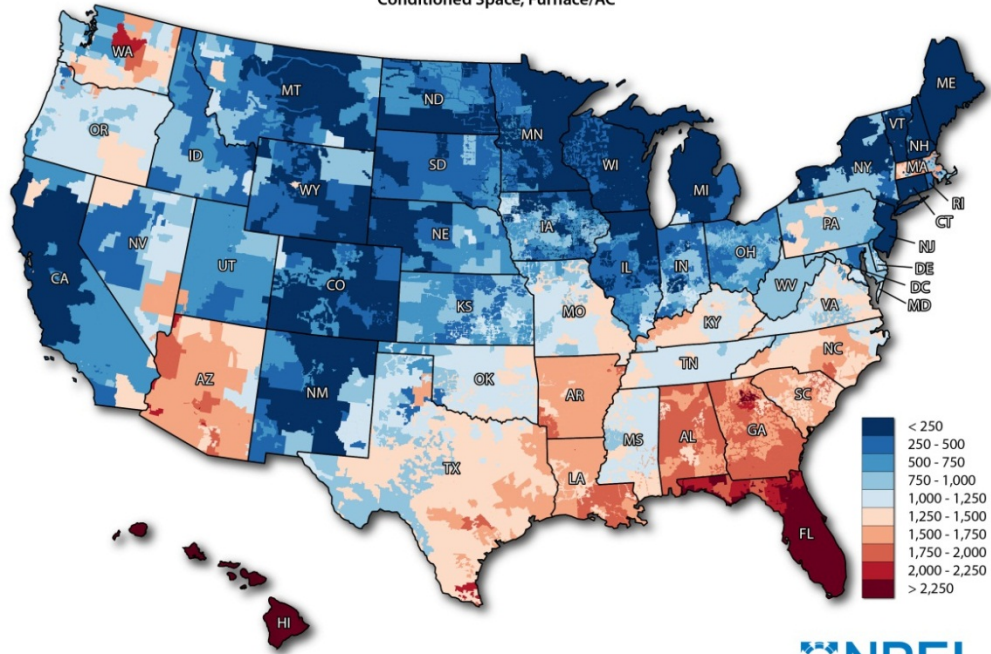 Conditioned Space, Furnace/AC
WA
MT
ND
MN
ME
VT
NH
OR
ID
WY
SD
WI
MI
NY
MA
RI
CT
NV
UT
NE
IA
PA
NJ
CA
CO
KS
IL
IN
OH
DE
DC
MD
MO
WV
VA
KY
AZ
NM
OK
TN
NC
AR
SC
TX
LA
MS
AL
GA
FL
HI
< 250
250 - 500
500 - 750
750 - 1,000
1,000 - 1,250
1,250 - 1,500
1,500 - 1,750
1,750 - 2,000
2,000 - 2,250
> 2,250
NREL